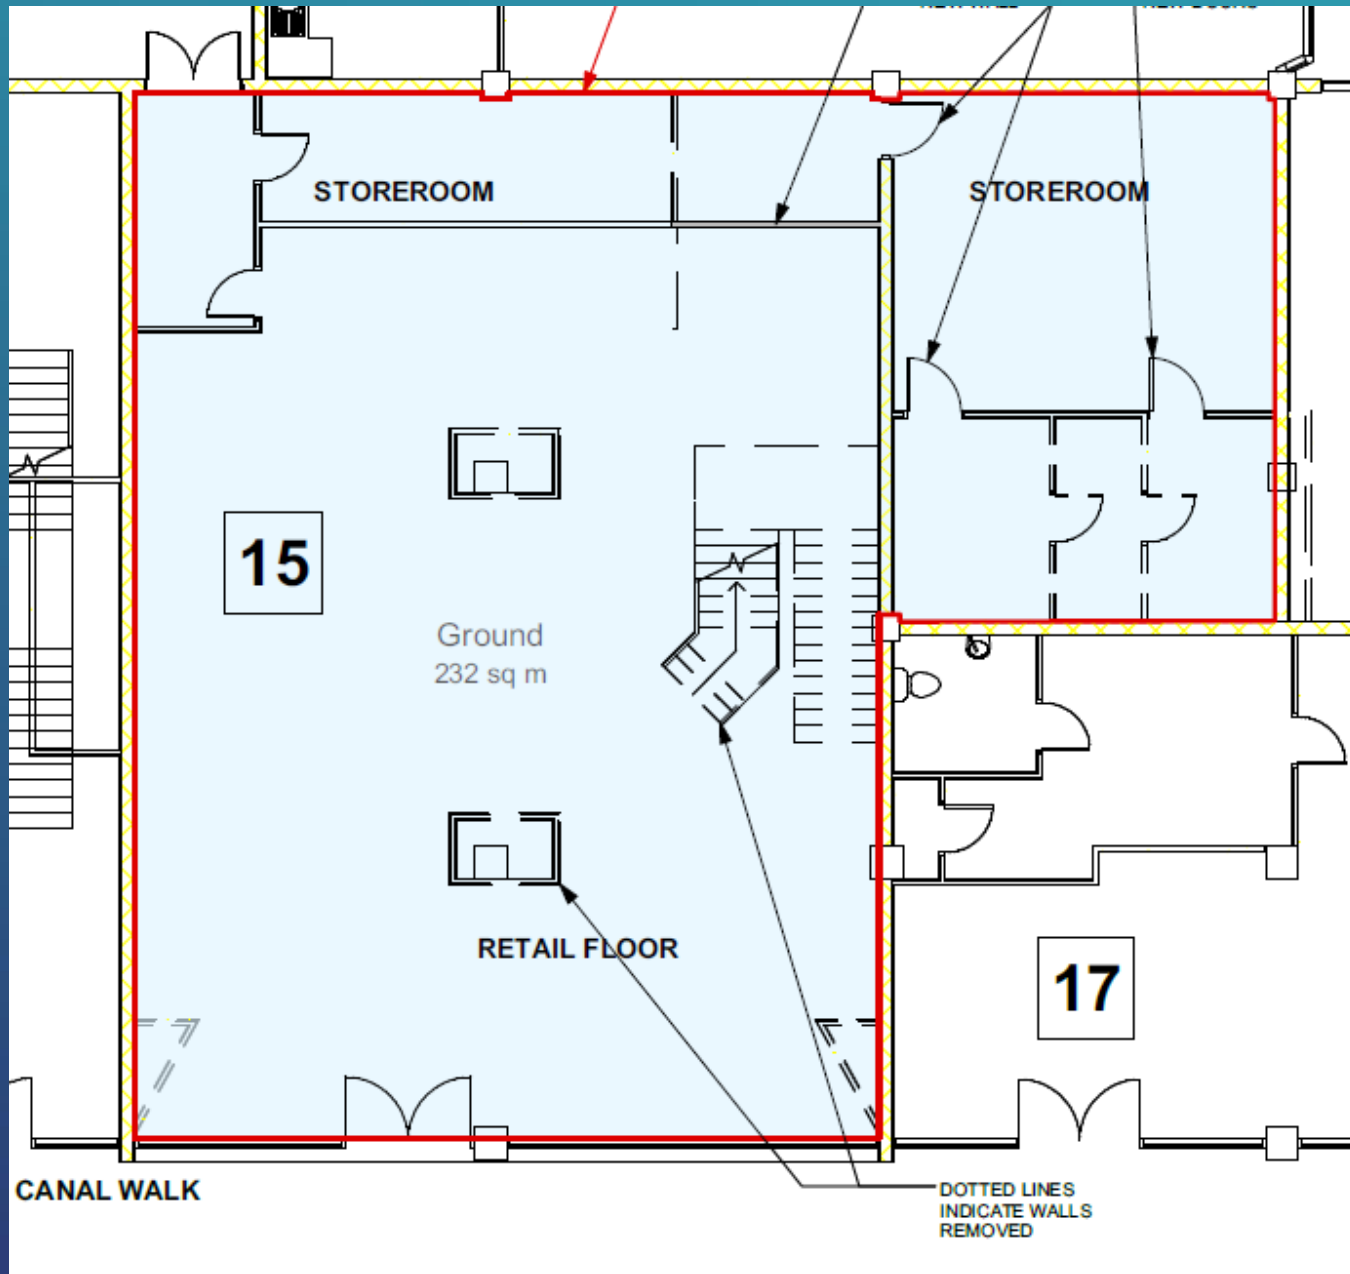 STOREROOM
STOREROOM
15
Ground
232 sq m
RETAIL FLOOR
17
CANAL WALK
DOTTED LINES
INDICATE WALLS
REMOVED